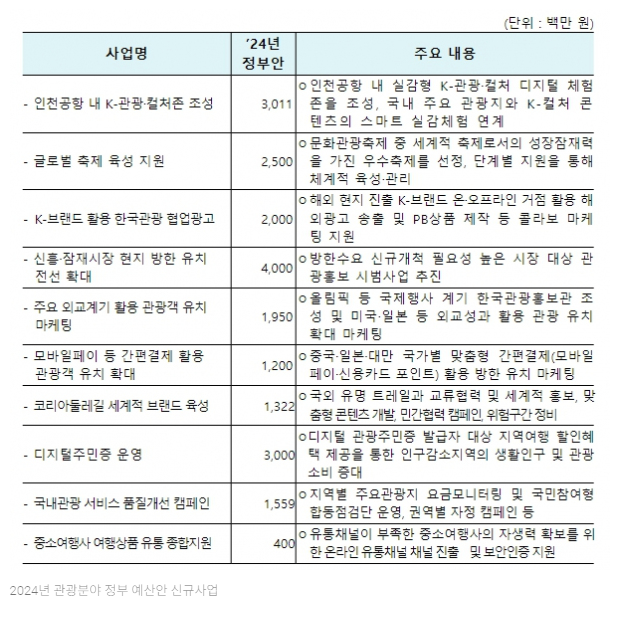 (단위 : 백만 원)
사업명
’24년
정부안
주요 내용
- 인천공항 내 K-관광·컬처존 조성
3,011
ㅇ인천공항 내 실감형 K-관광·컬처 디지털 체험
존을 조성, 국내 주요 관광지와 K-컬처 콘
텐츠의 스마트 실감체험 연계
- 글로벌 축제 육성 지원
2,500
ㅇ문화관광축제 중 세계적 축제로서의 성장잠재력
을 가진 우수축제를 선정, 단계별 지원을 통해
체계적 육성·관리
- K-브랜드 활용 한국관광 협업광고
2,000
ㅇ해외 현지 진출 K-브랜드 온·오프라인 거점 활용 해
외광고 송출 및 PB상품 제작 등 콜라보 마케
팅 지원
- 신흥·잠재시장 현지 방한 유치
전선 확대
4,000
ㅇ방한수요 신규개척 필요성 높은 시장 대상 관
광홍보 시범사업 추진
- 주요 외교계기 활용 관광객 유치
마케팅
1,950
ㅇ올림픽 등 국제행사 계기 한국관광홍보관 조
성 및 미국·일본 등 외교성과 활용 관광 유치
확대 마케팅
- 모바일페이 등 간편결제 활용
관광객 유치 확대
1,200
ㅇ중국·일본·대만 국가별 맞춤형 간편결제(모바일
페이·신용카드 포인트) 활용 방한 유치 마케팅
- 코리아둘레길 세계적 브랜드 육성
1,322
ㅇ국외 유명 트레일과 교류협력 및 세계적 홍보, 맞
춤형 콘텐츠 개발, 민간협력 캠페인, 위험구간 정비
- 디지털주민증 운영
3,000
ㅇ디지털 관광주민증 발급자 대상 지역여행 할인혜
택 제공을 통한 인구감소지역의 생활인구 및 관광
소비 증대
- 국내관광 서비스 품질개선 캠페인
1,559
ㅇ지역별 주요관광지 요금모니터링 및 국민참여형
합동점검단 운영, 권역별 자정 캠페인 등
- 중소여행사 여행상품 유통 종합지원
400
ㅇ유통채널이 부족한 중소여행사의 자생력 확보를 위
한 온라인 유통채널 채널 진출 및 보안인증 지원
2024년 관광분야 정부 예산안 신규사업